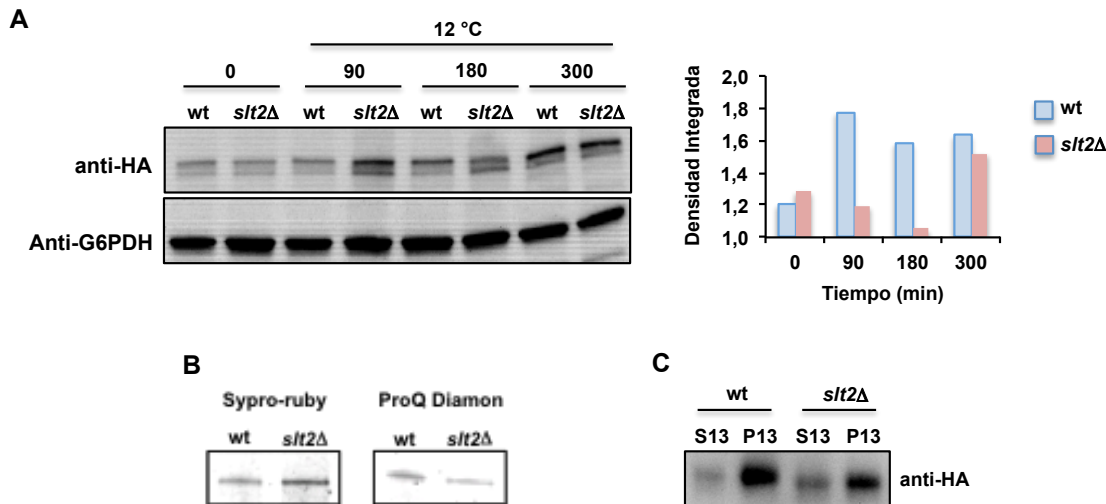 A
12 °C
0 90 180 300
wt slt2Δ wt slt2Δ wt slt2Δ wt slt2Δ
anti-HA
Anti-G6PDH
Densidad Integrada
2,0
1,8
1,6
1,4
1,2
1,0
0 90 180 300
Tiempo (min)
wt
slt2Δ
B
Sypro-ruby ProQ Diamon
wt slt2Δ wt slt2Δ
C
wt slt2Δ
S13 P13 S13 P13
anti-HA